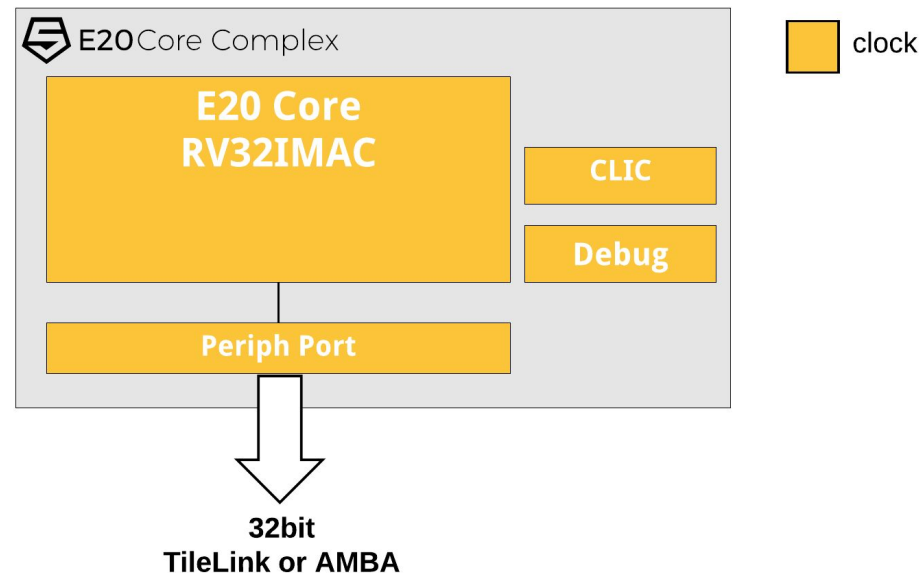 E20 Core Complex
clock
E20 Core
RV32IMAC
CLIC
Debug
Periph Port
32bit
TileLink or AMBA